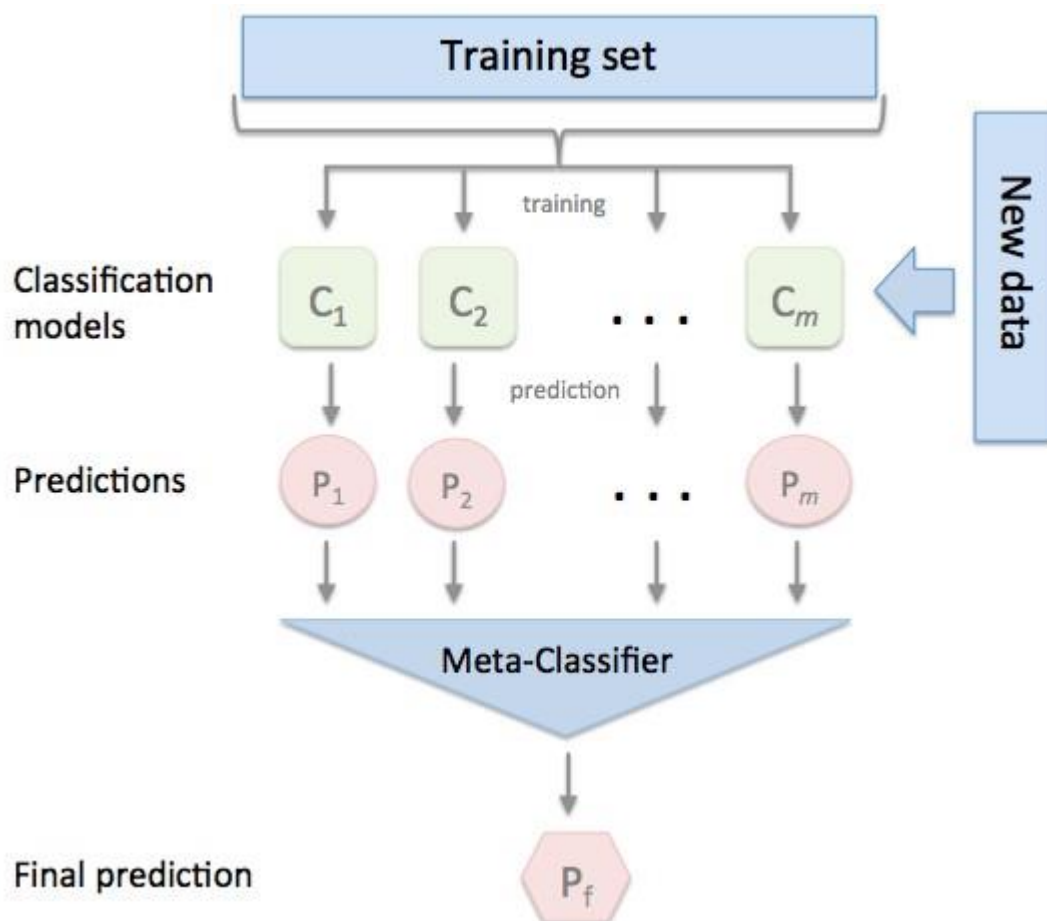 Training set
training
New data
Classification
models
C1 C2 . . . Cm
prediction
Predictions
P1 P2 . . . Pm
Meta-Classifier
Final prediction
Pf